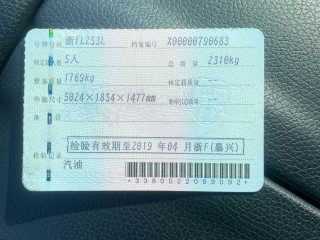 号牌号码 浙FL253L 档案编号 X00000790683
核定载人数 5人 总质量 2310kg
整备质量 1769kg 核定载质量 --
外廓尺寸 5024×1854×1477mm 准牵引总质量 --
备注
检验有效期至2019 年04 月浙F(嘉兴)
检验记录
汽油
*3380022099092*